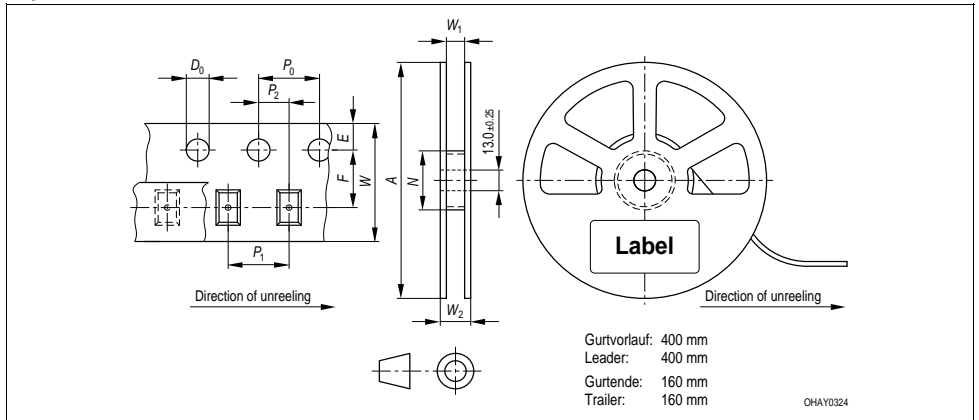 W1
D0
P0
P2
E
F
W
A
N
13.0±0.25
Label
P1
Direction of unreeling
W2
Direction of unreeling
Gurtvorlauf: 400 mm
Leader: 400 mm
Gurtende: 160 mm
Trailer: 160 mm
OHAY0324